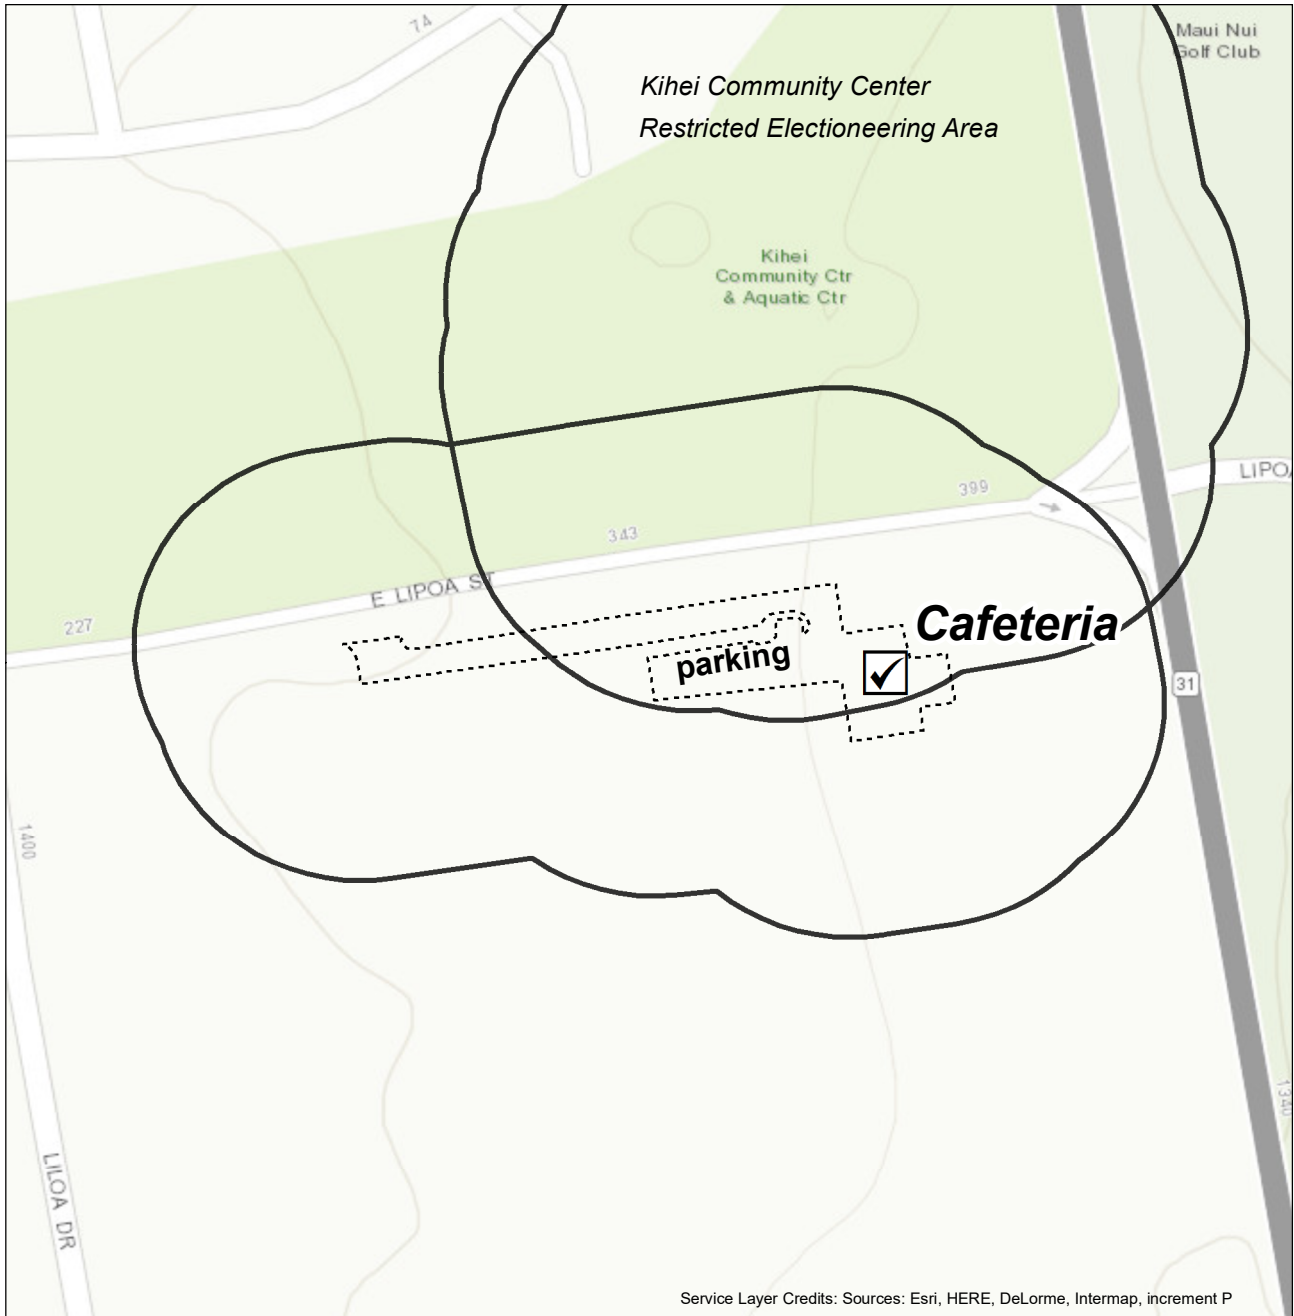 74
Maui Nui
Golf Club
Kihei Community Center
Restricted Electioneering Area
Kihei
Community Ctr
& Aquatic Ctr
399
343
E LIPOA ST
227
Cafeteria
parking
31
1400
LILOA DR
1340
Service Layer Credits: Sources: Esri, HERE, DeLorme, Intermap, increment P